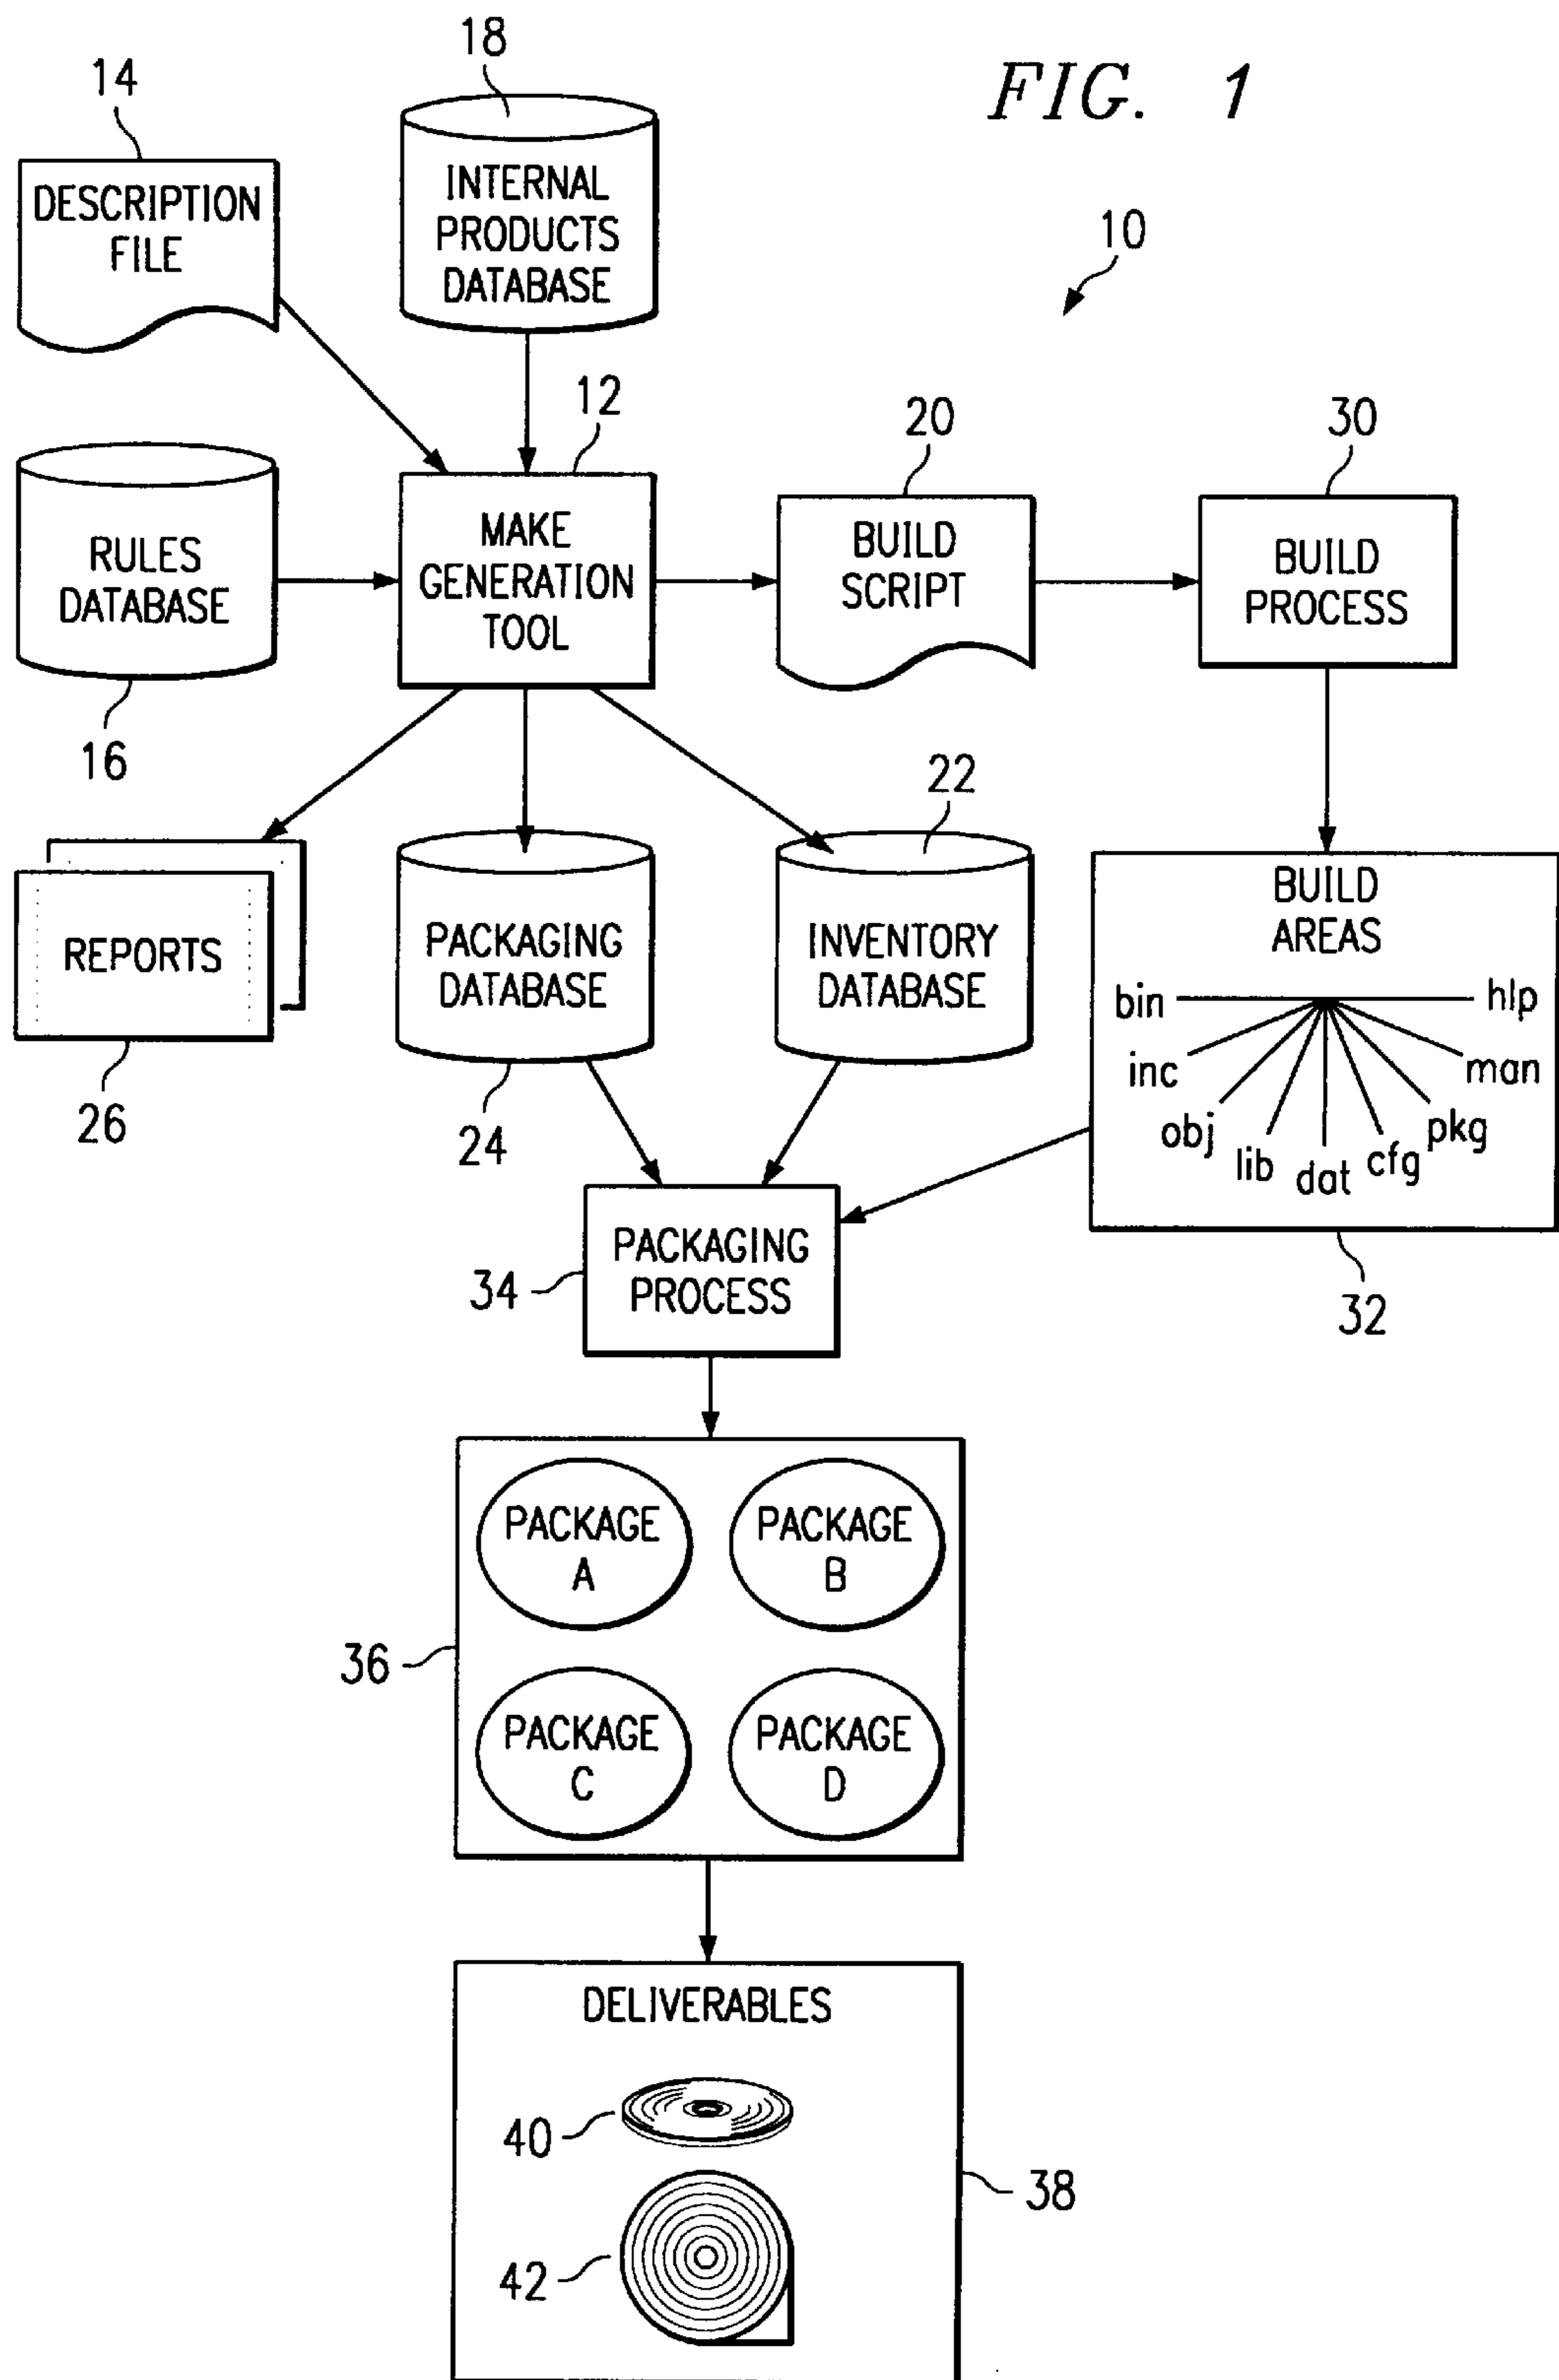 FIG. 1
18
14
INTERNAL
PRODUCTS
DATABASE
DESCRIPTION
FILE
10
12
20
30
RULES
DATABASE
MAKE
GENERATION
TOOL
BUILD
SCRIPT
BUILD
PROCESS
16
22
REPORTS
PACKAGING
DATABASE
INVENTORY
DATABASE
BUILD
AREAS
bin
hlp
inc
man
obj
pkg
lib
cfg
dat
26
24
PACKAGING
PROCESS
34
32
PACKAGE
A
PACKAGE
B
36
PACKAGE
C
PACKAGE
D
DELIVERABLES
40
38
42